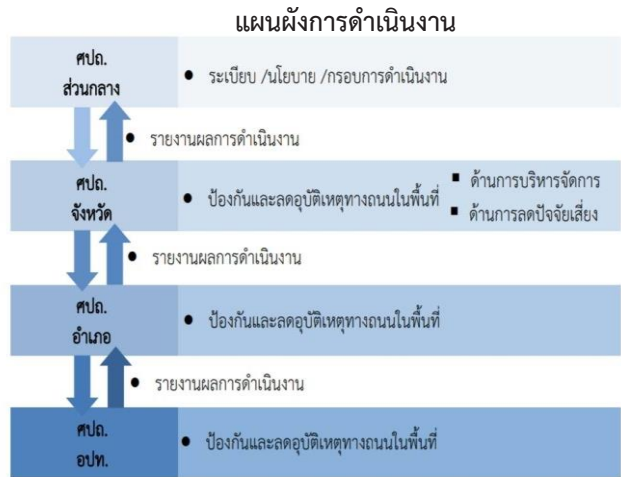 แผนผังการดำเนินงาน
ศปถ.
ส่วนกลาง
• ระเบียบ /นโยบาย /กรอบการดำเนินงาน
• รายงานผลการดำเนินงาน
ศปถ.
จังหวัด
• ป้องกันและลดอุบัติเหตุทางถนนในพื้นที่
▪ ด้านการบริหารจัดการ
▪ ด้านการลดปัจจัยเสี่ยง
• รายงานผลการดำเนินงาน
ศปถ.
อำเภอ
• ป้องกันและลดอุบัติเหตุทางถนนในพื้นที่
• รายงานผลการดำเนินงาน
ศปถ.
อปท.
• ป้องกันและลดอุบัติเหตุทางถนนในพื้นที่